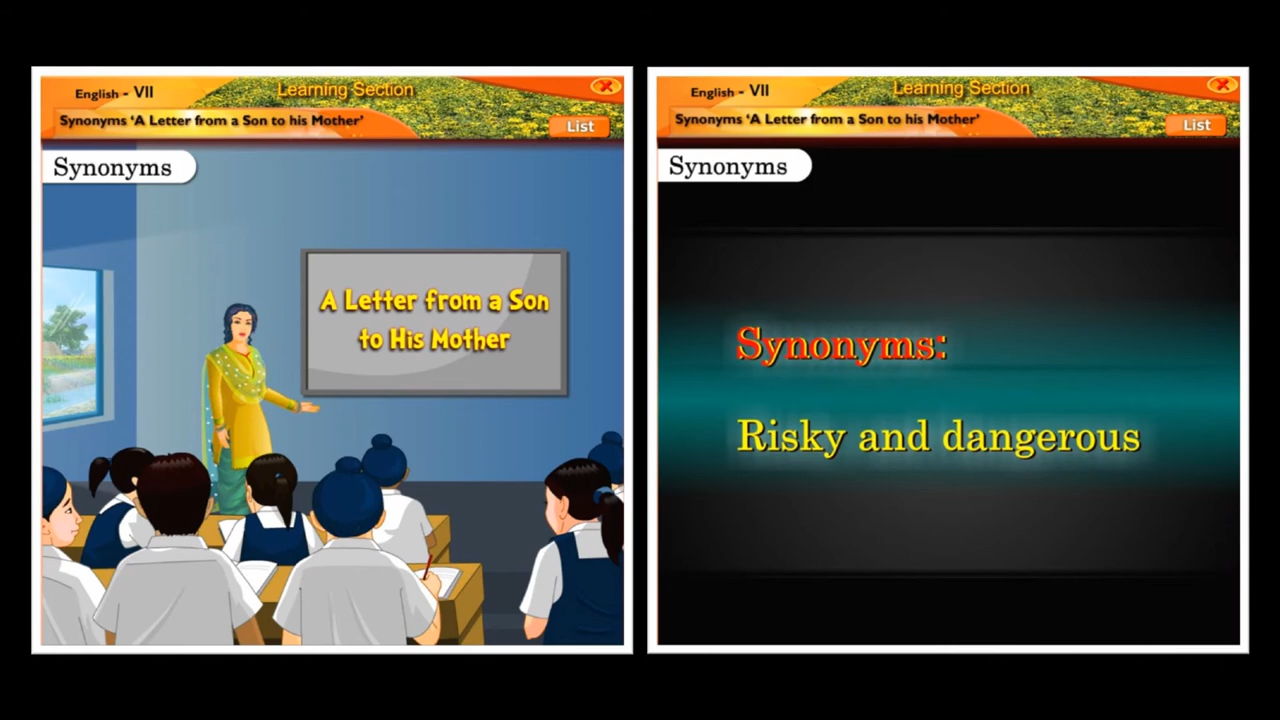 English - VII
Learning Section
Synonyms ‘A Letter from a Son to his Mother’
List
Synonyms
A Letter from a Son
to His Mother
English - VII
Learning Section
Synonyms ‘A Letter from a Son to his Mother’
List
Synonyms
Synonyms:
Risky and dangerous